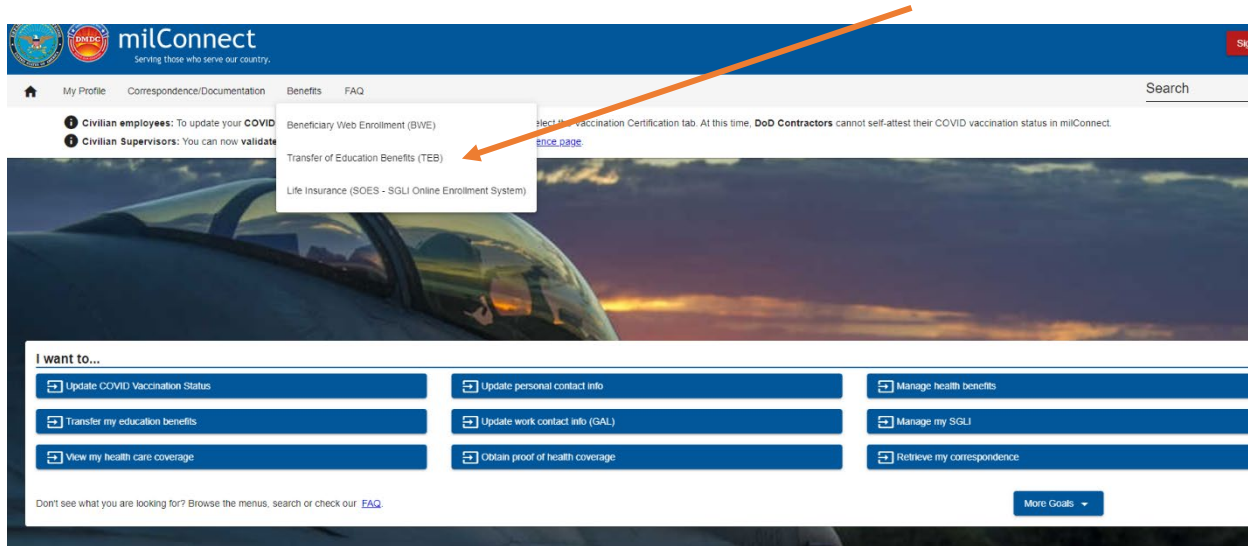 DMDC
milConnect
Serving those who serve our country.
My Profile Correspondence/Documentation Benefits FAQ
Search
Civilian employees: To update your COVID
elect the Vaccination Certification tab. At this time, DoD Contractors cannot self-attest their COVID vaccination status in milConnect.
Civilian Supervisors: You can now validate
ence page.
Beneficiary Web Enrollment (BWE)
Transfer of Education Benefits (TEB)
Life Insurance (SOES - SGLI Online Enrollment System)
I want to...
Update COVID Vaccination Status Update personal contact info Manage health benefits
Transfer my education benefits Update work contact info (GAL) Manage my SGLI
View my health care coverage Obtain proof of health coverage Retrieve my correspondence
Don't see what you are looking for? Browse the menus, search or check our FAQ.
More Goals